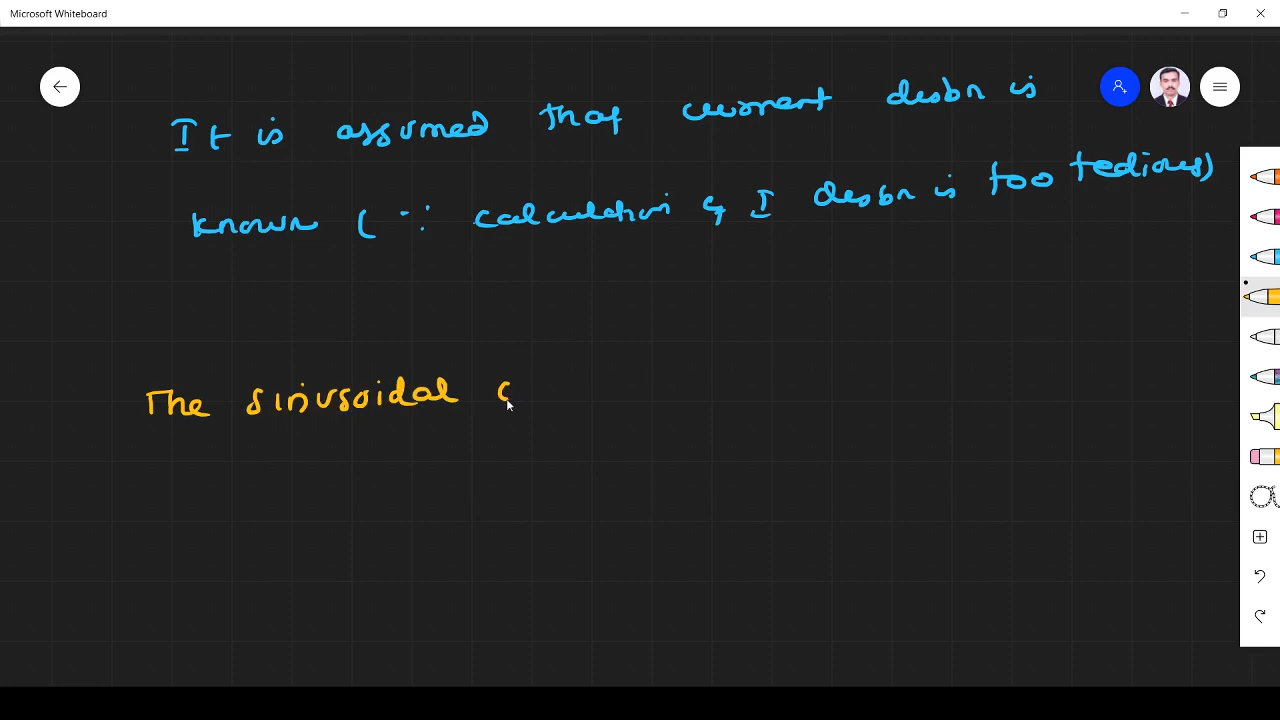 Microsoft Whiteboard
It is assumed that current desbn is
known ( ∵ calculation of I desbn is too tedious)
The sinusoidal c